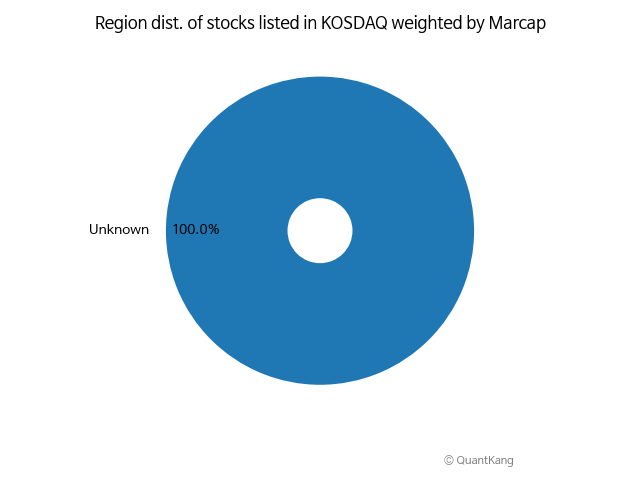 Region dist. of stocks listed in KOSDAQ weighted by Marcap
Unknown 100.0%
© QuantKang